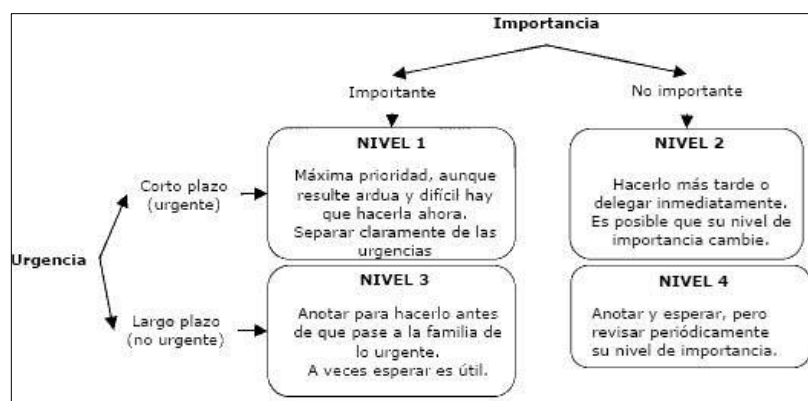 Importancia
Importante
No importante
NIVEL 1
Máxima prioridad, aunque
resulte ardua y difícil hay
que hacerla ahora.
Separar claramente de las
urgencias
NIVEL 2
Hacerlo más tarde o
delegar inmediatamente.
Es posible que su nivel de
importancia cambie.
Corto plazo
(urgente)
Urgencia
Largo plazo
(no urgente)
NIVEL 3
Anotar para hacerlo antes
de que pase a la familia de
lo urgente.
A veces esperar es útil.
NIVEL 4
Anotar y esperar, pero
revisar periódicamente
su nivel de importancia.